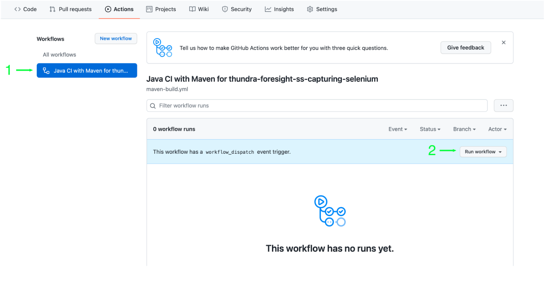 Code Pull requests Actions Projects Wiki Security Insights Settings
Workflows New workflow
All workflows
1 Java CI with Maven for thun...
Tell us how to make GitHub Actions work better for you with three quick questions. Give feedback
Java CI with Maven for thundra-foresight-ss-capturing-selenium
maven-build.yml
Filter workflow runs
0 workflow runs Event Status Branch Actor
This workflow has a workflow_dispatch event trigger. 2 Run workflow
This workflow has no runs yet.